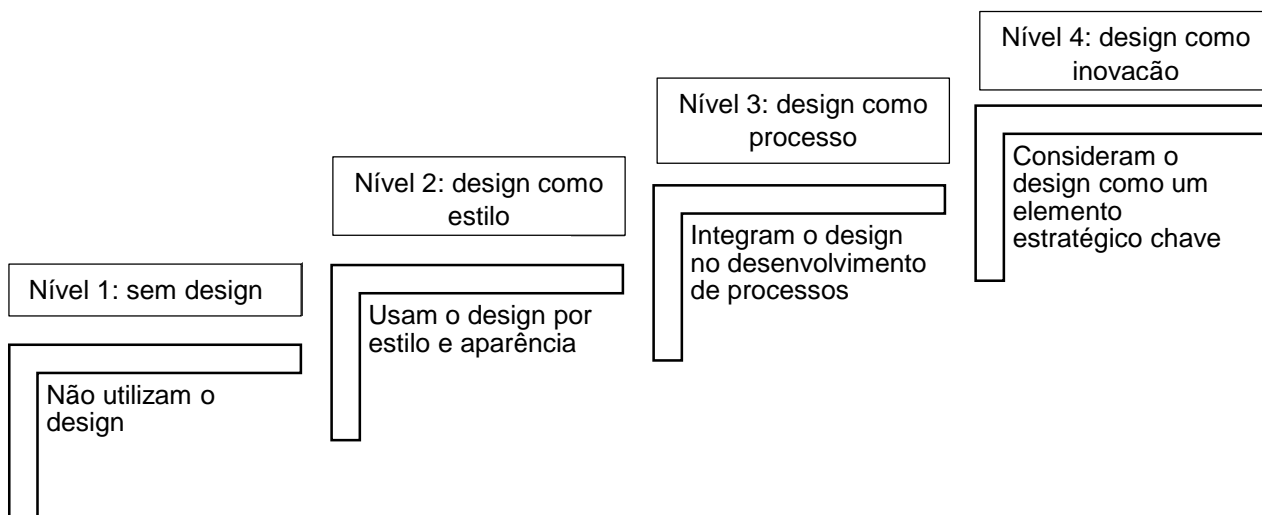 Nível 1: sem design
Não utilizam o
design
Nível 2: design como
estilo
Usam o design por
estilo e aparência
Nível 3: design como
processo
Integram o design
no desenvolvimento
de processos
Nível 4: design como
inovacão
Consideram o
design como um
elemento
estratégico chave